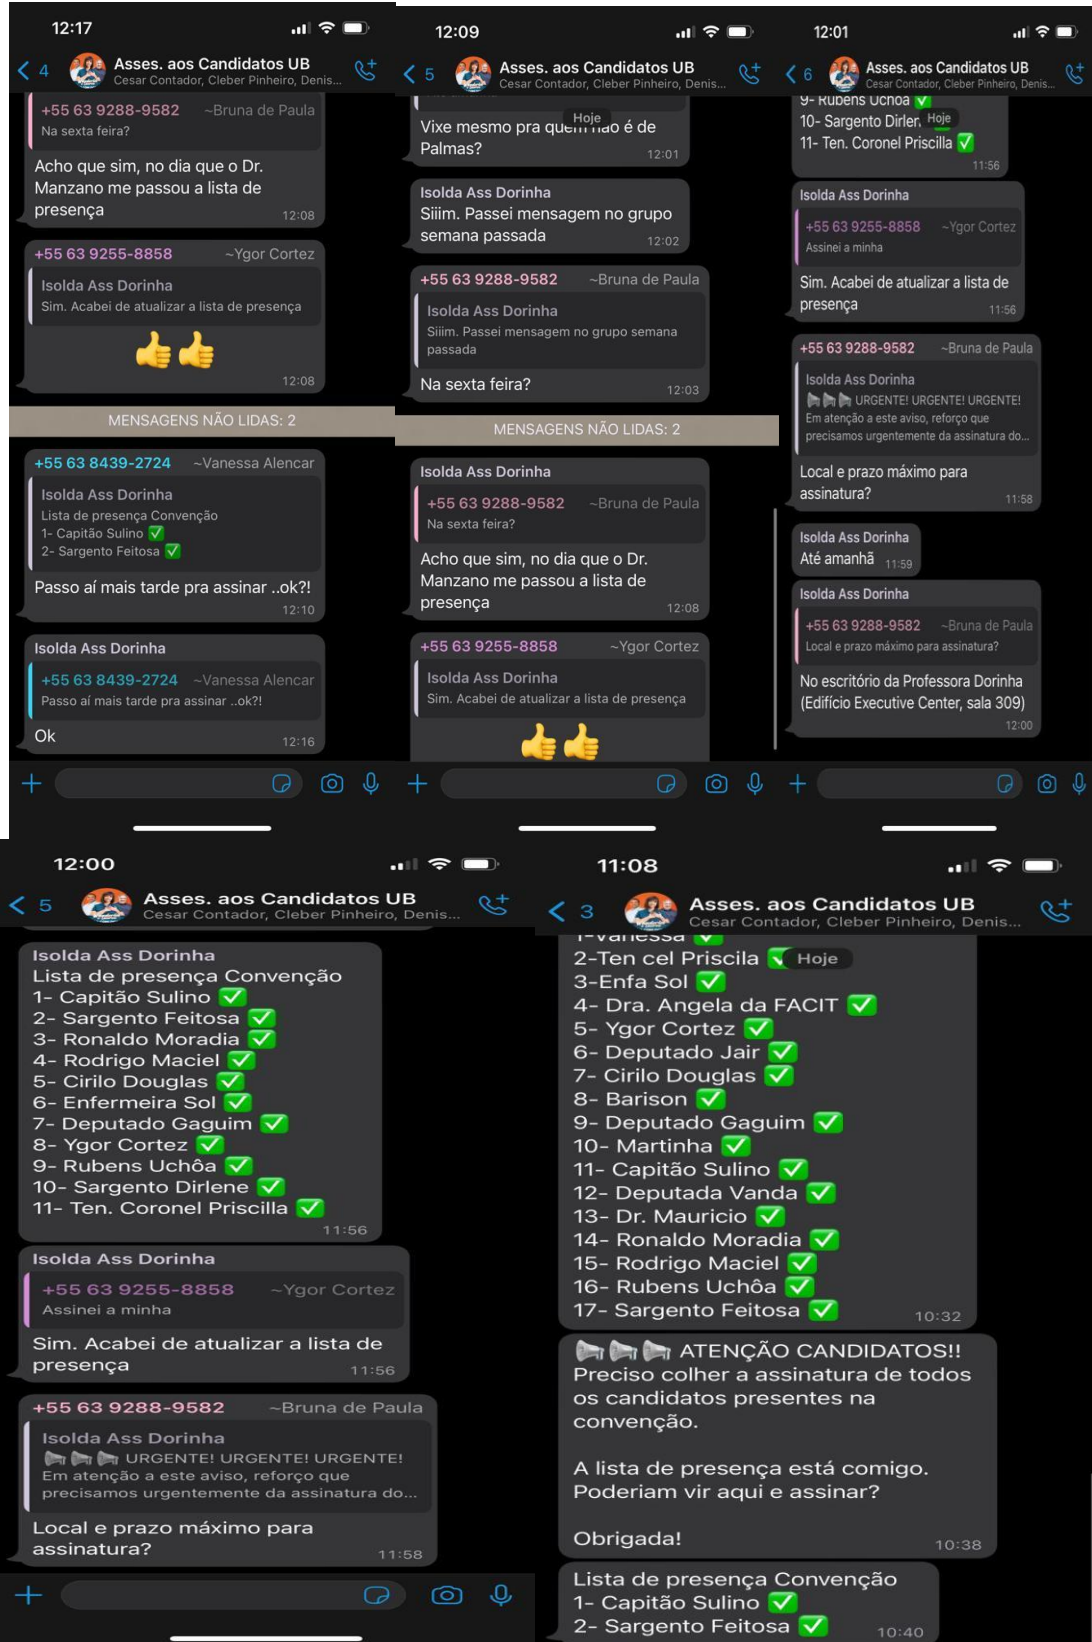 12:17
4
Asses. aos Candidatos UB
Cesar Contador, Cleber Pinheiro, Denis...
+55 63 9288-9582 ~Bruna de Paula
Na sexta feira?
Acho que sim, no dia que o Dr.
Manzano me passou a lista de
presença
12:08
+55 63 9255-8858 ~Ygor Cortez
Isolda Ass Dorinha
Sim. Acabei de atualizar a lista de presença
👍👍
12:08
MENSAGENS NÃO LIDAS: 2
+55 63 8439-2724 ~Vanessa Alencar
Isolda Ass Dorinha
Lista de presença Convenção
1- Capitão Sulino ✅
2- Sargento Feitosa ✅
Passo aí mais tarde pra assinar ..ok?!
12:10
Isolda Ass Dorinha
+55 63 8439-2724 ~Vanessa Alencar
Passo aí mais tarde pra assinar ..ok?!
Ok
12:16
12:09
5
Asses. aos Candidatos UB
Cesar Contador, Cleber Pinheiro, Denis...
Hoje
Vixe mesmo pra quem não é de
Palmas?
12:01
Isolda Ass Dorinha
Siiim. Passei mensagem no grupo
semana passada
12:02
+55 63 9288-9582 ~Bruna de Paula
Isolda Ass Dorinha
Siiim. Passei mensagem no grupo semana
passada
Na sexta feira?
12:03
MENSAGENS NÃO LIDAS: 2
Isolda Ass Dorinha
+55 63 9288-9582 ~Bruna de Paula
Na sexta feira?
Acho que sim, no dia que o Dr.
Manzano me passou a lista de
presença
12:08
+55 63 9255-8858 ~Ygor Cortez
Isolda Ass Dorinha
Sim. Acabei de atualizar a lista de presença
👍👍
12:01
6
Asses. aos Candidatos UB
Cesar Contador, Cleber Pinheiro, Denis...
9- Rubens Uchôa ✅
Hoje
10- Sargento Dirlen
11- Ten. Coronel Priscilla ✅
11:56
Isolda Ass Dorinha
+55 63 9255-8858 ~Ygor Cortez
Assinei a minha
Sim. Acabei de atualizar a lista de
presença
11:56
+55 63 9288-9582 ~Bruna de Paula
Isolda Ass Dorinha
📢📢📢 URGENTE! URGENTE! URGENTE!
Em atenção a este aviso, reforço que
precisamos urgentemente da assinatura do...
Local e prazo máximo para
assinatura?
11:58
Isolda Ass Dorinha
Até amanhã
11:59
Isolda Ass Dorinha
+55 63 9288-9582 ~Bruna de Paula
Local e prazo máximo para assinatura?
No escritório da Professora Dorinha
(Edifício Executive Center, sala 309)
12:00
12:00
5
Asses. aos Candidatos UB
Cesar Contador, Cleber Pinheiro, Denis...
Isolda Ass Dorinha
Lista de presença Convenção
1- Capitão Sulino ✅
2- Sargento Feitosa ✅
3- Ronaldo Moradia ✅
4- Rodrigo Maciel ✅
5- Cirilo Douglas ✅
6- Enfermeira Sol ✅
7- Deputado Gaguim ✅
8- Ygor Cortez ✅
9- Rubens Uchôa ✅
10- Sargento Dirlene ✅
11- Ten. Coronel Priscilla ✅
11:56
Isolda Ass Dorinha
+55 63 9255-8858 ~Ygor Cortez
Assinei a minha
Sim. Acabei de atualizar a lista de
presença
11:56
+55 63 9288-9582 ~Bruna de Paula
Isolda Ass Dorinha
📢📢📢 URGENTE! URGENTE! URGENTE!
Em atenção a este aviso, reforço que
precisamos urgentemente da assinatura do...
Local e prazo máximo para
assinatura?
11:58
11:08
3
Asses. aos Candidatos UB
Cesar Contador, Cleber Pinheiro, Denis...
1-Vanessa ✅
2-Ten cel Priscila ✅
Hoje
3-Enfa Sol ✅
4- Dra. Angela da FACIT ✅
5- Ygor Cortez ✅
6- Deputado Jair ✅
7- Cirilo Douglas ✅
8- Barison ✅
9- Deputado Gaguim ✅
10- Martinha ✅
11- Capitão Sulino ✅
12- Deputada Vanda ✅
13- Dr. Mauricio ✅
14- Ronaldo Moradia ✅
15- Rodrigo Maciel ✅
16- Rubens Uchôa ✅
17- Sargento Feitosa ✅
10:32
📢📢📢 ATENÇÃO CANDIDATOS!!
Preciso colher a assinatura de todos
os candidatos presentes na
convenção.
A lista de presença está comigo.
Poderiam vir aqui e assinar?
Obrigada!
10:38
Lista de presença Convenção
1- Capitão Sulino ✅
2- Sargento Feitosa ✅
10:40